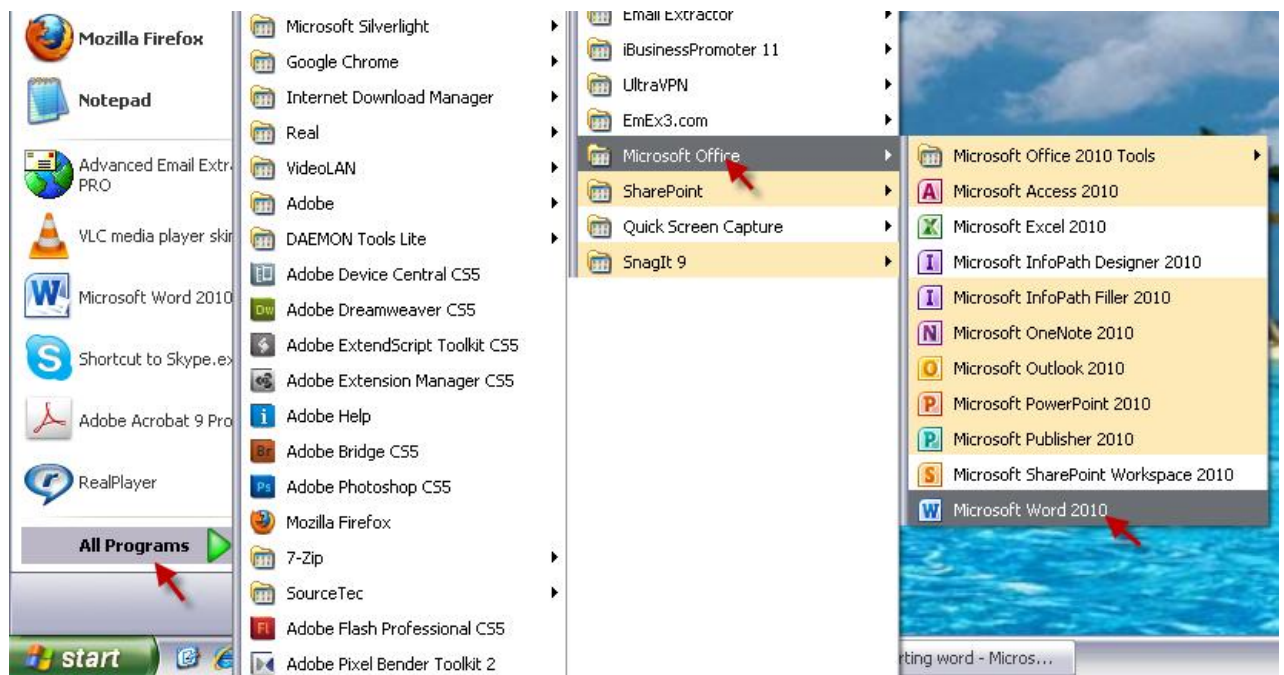 Mozilla Firefox
Notepad
Advanced Email Extr
PRO
VLC media player skin
Microsoft Word 2010
Shortcut to Skype.ex
Adobe Acrobat 9 Pro
RealPlayer
All Programs
start
Microsoft Silverlight
Google Chrome
Internet Download Manager
Real
VideoLAN
Adobe
DAEMON Tools Lite
Adobe Device Central CS5
Dw Adobe Dreamweaver CS5
Adobe ExtendScript Toolkit CS5
Adobe Extension Manager CS5
Adobe Help
Br Adobe Bridge CS5
Ps Adobe Photoshop CS5
Mozilla Firefox
7-Zip
SourceTec
FL Adobe Flash Professional CS5
Adobe Pixel Bender Toolkit 2
Email Extractor
iBusinessPromoter 11
UltraVPN
EmEx3.com
Microsoft Office
SharePoint
Quick Screen Capture
SnagIt 9
Microsoft Office 2010 Tools
Microsoft Access 2010
Microsoft Excel 2010
Microsoft InfoPath Designer 2010
Microsoft InfoPath Filler 2010
Microsoft OneNote 2010
Microsoft Outlook 2010
Microsoft PowerPoint 2010
Microsoft Publisher 2010
Microsoft SharePoint Workspace 2010
Microsoft Word 2010
rting word - Micros...